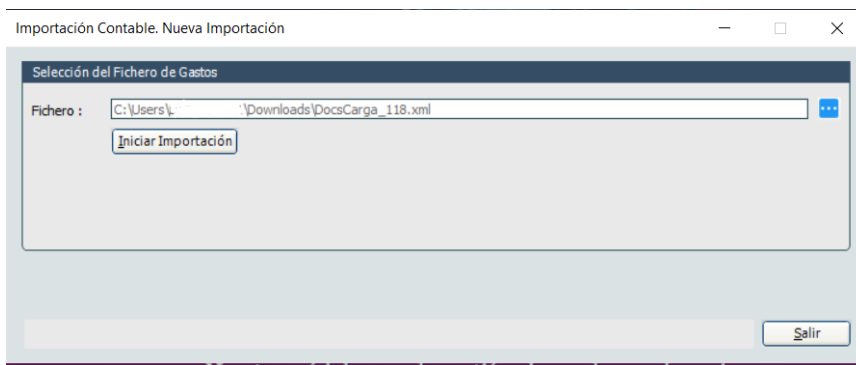 Importación Contable. Nueva Importación
Selección del Fichero de Gastos
Fichero : C:\Users\ \Downloads\DocsCarga_118.xml
Iniciar Importación
Salir